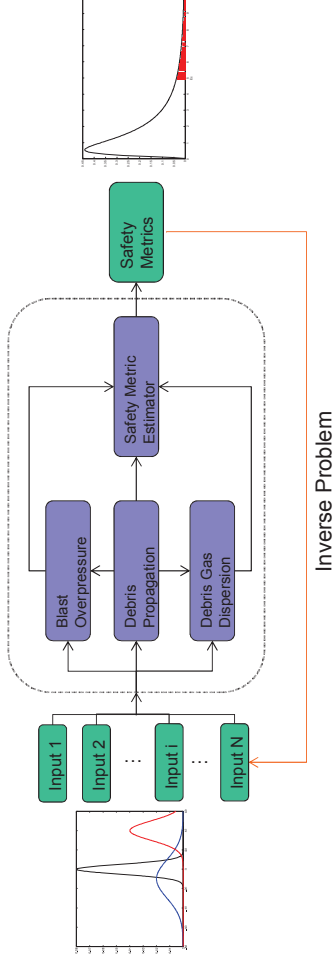 Input 1
Input 2
...
Input i
...
Input N
Blast
Overpressure
Debris
Propagation
Debris Gas
Dispersion
Safety Metric
Estimator
Safety
Metrics
Inverse Problem